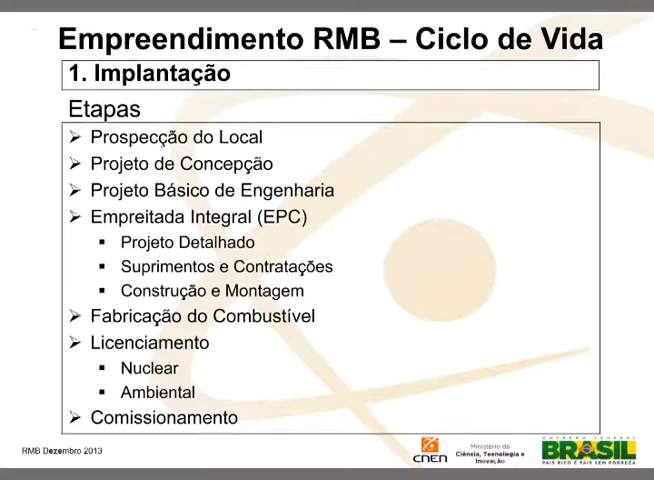 Empreendimento RMB – Ciclo de Vida
1. Implantação
Etapas
Prospecção do Local
Projeto de Concepção
Projeto Básico de Engenharia
Empreitada Integral (EPC)
Projeto Detalhado
Suprimentos e Contratações
Construção e Montagem
Fabricação do Combustível
Licenciamento
Nuclear
Ambiental
Comissionamento
RMB Dezembro 2013
CNEN
Ministério da
Ciência, Tecnologia e
Inovação
GOVERNO FEDERAL
BRASIL
PAÍS RICO É PAÍS SEM POBREZA